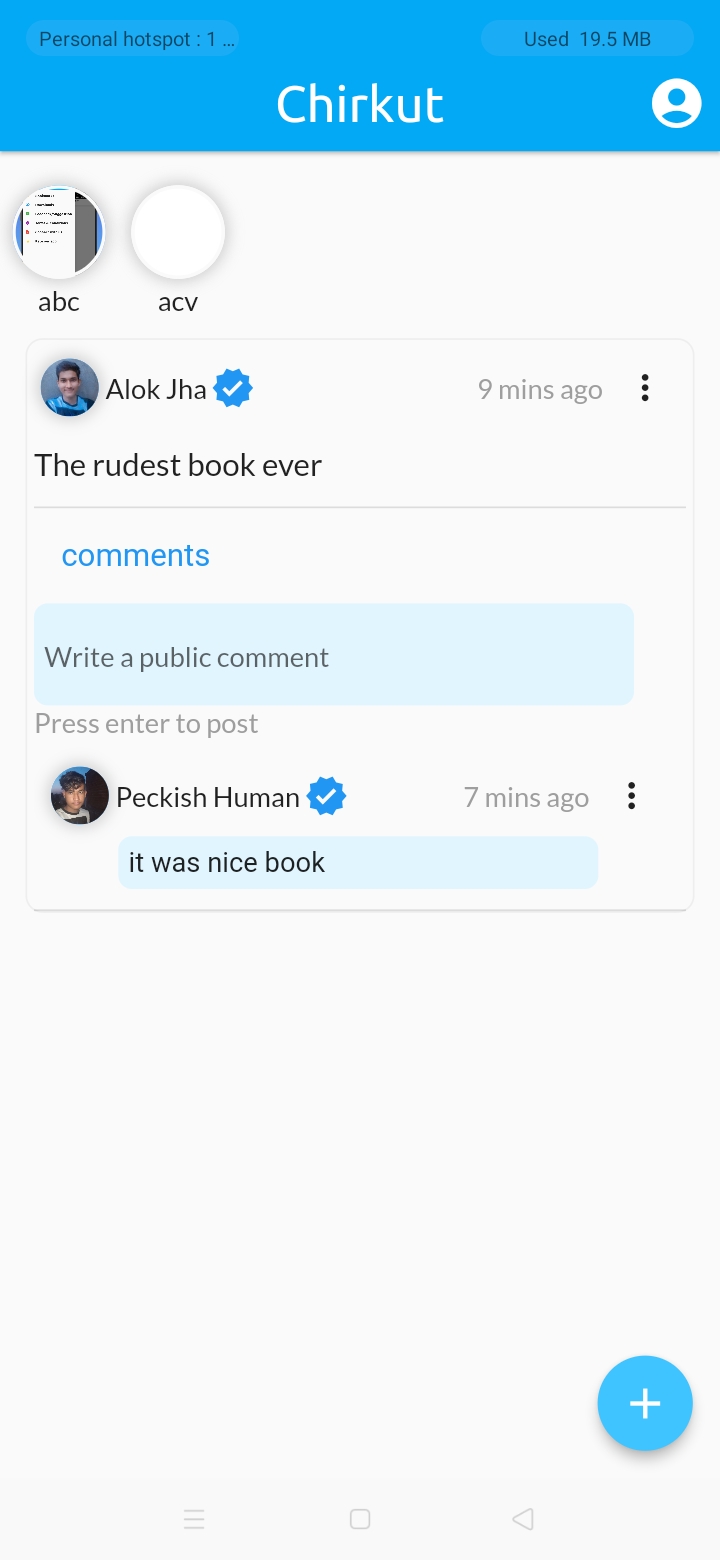 Personal hotspot : 1 ...
Used 19.5 MB
Chirkut
abc
acv
Alok Jha
9 mins ago
The rudest book ever
comments
Write a public comment
Press enter to post
Peckish Human
7 mins ago
it was nice book